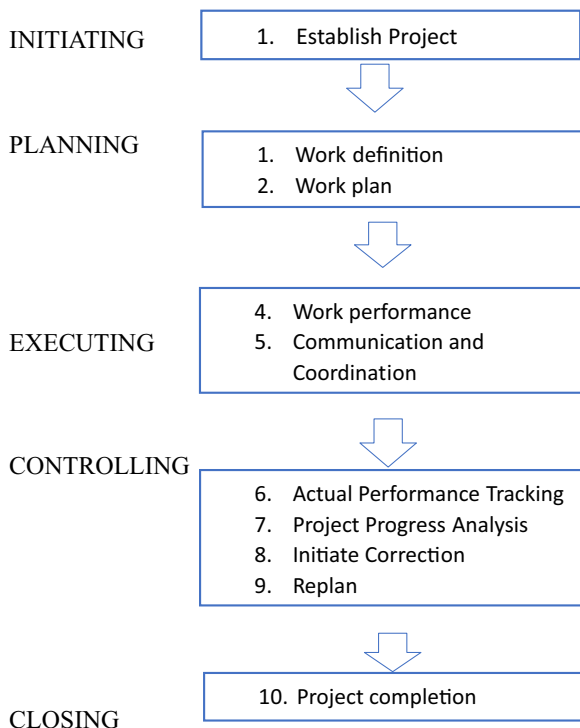 INITIATING
1. Establish Project
PLANNING
1. Work definition
2. Work plan
EXECUTING
4. Work performance
5. Communication and
Coordination
CONTROLLING
6. Actual Performance Tracking
7. Project Progress Analysis
8. Initiate Correction
9. Replan
10. Project completion
CLOSING